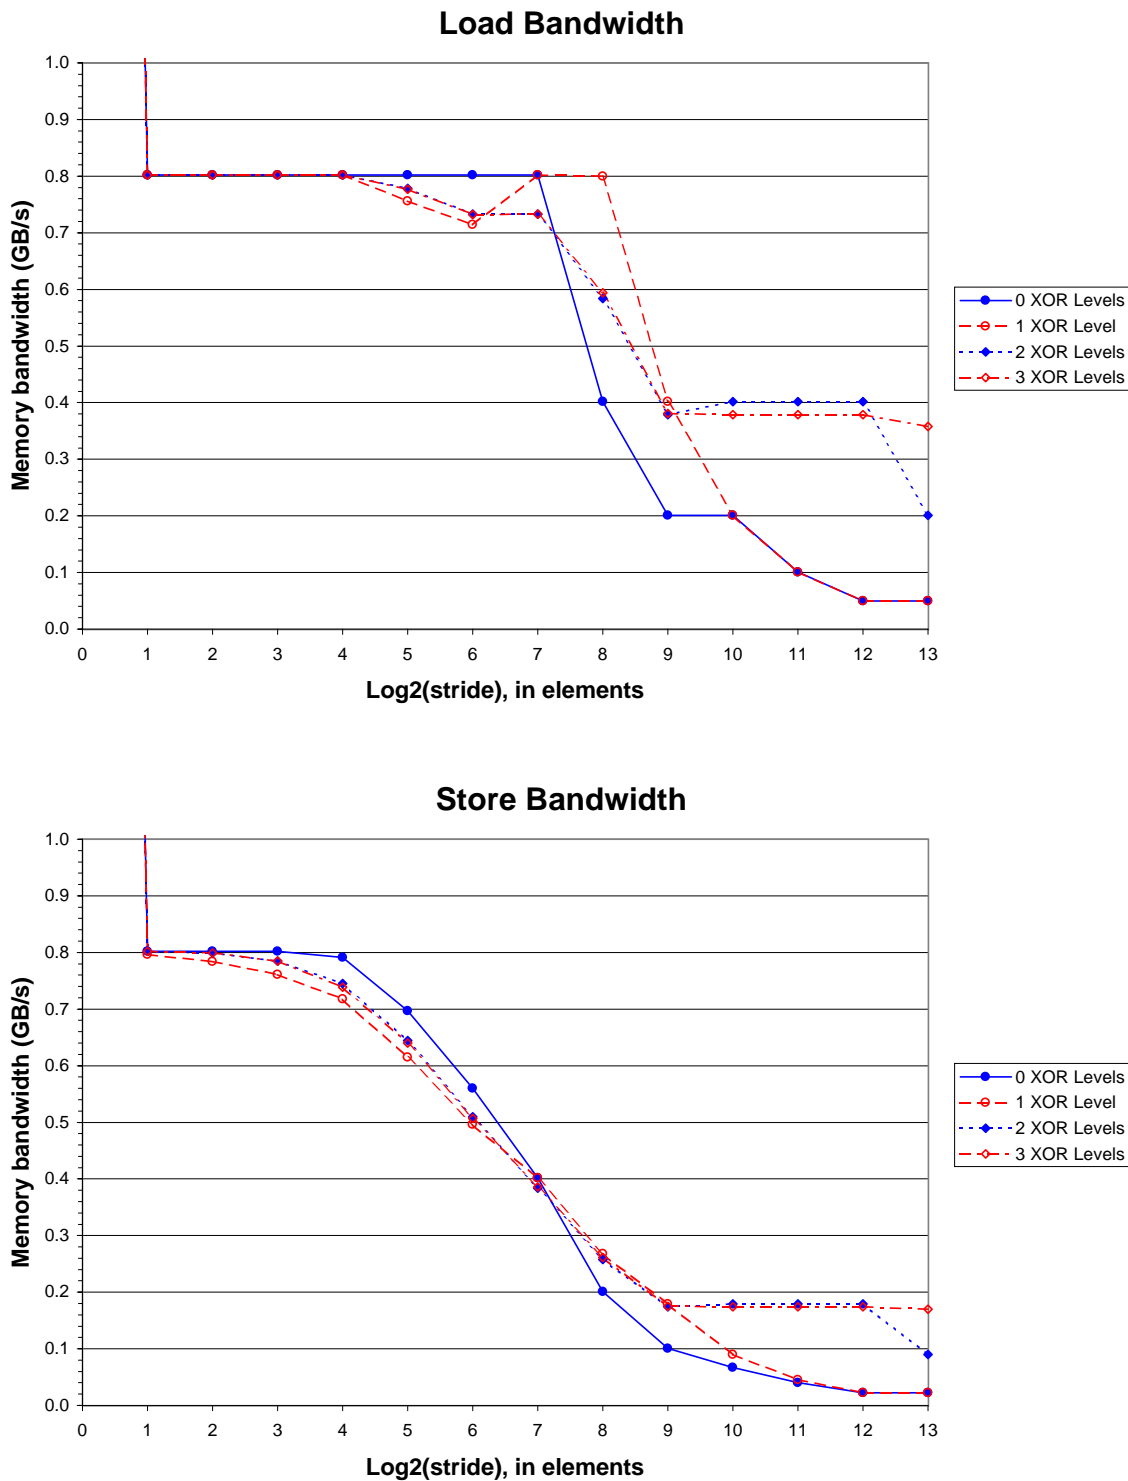 Load Bandwidth
1.0
0.9
0.8
0.7
0.6
0.5
0.4
0.3
0.2
0.1
0.0
Memory bandwidth (GB/s)
0 1 2 3 4 5 6 7 8 9 10 11 12 13
Log2(stride), in elements
0 XOR Levels
1 XOR Level
2 XOR Levels
3 XOR Levels
Store Bandwidth
1.0
0.9
0.8
0.7
0.6
0.5
0.4
0.3
0.2
0.1
0.0
Memory bandwidth (GB/s)
0 1 2 3 4 5 6 7 8 9 10 11 12 13
Log2(stride), in elements
0 XOR Levels
1 XOR Level
2 XOR Levels
3 XOR Levels